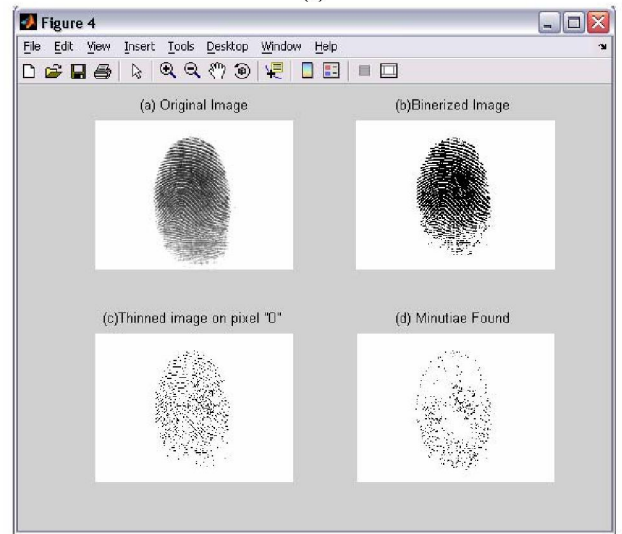 Figure 4
File Edit View Insert Tools Desktop Window Help
(a) Original Image (b)Binerized Image
(c)Thinned image on pixel "0" (d) Minutiae Found